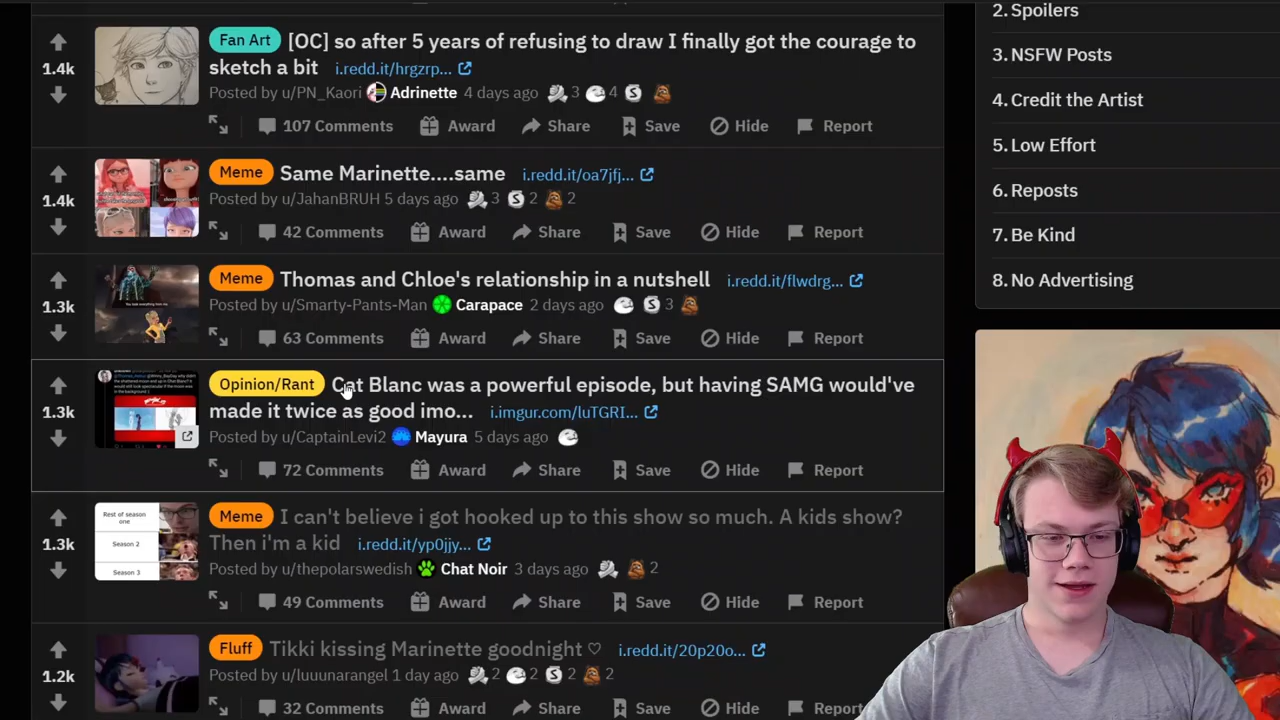 Fan Art [OC] so after 5 years of refusing to draw I finally got the courage to
sketch a bit i.redd.it/hrgzrp...
1.4k
Posted by u/PN_Kaori Adrinette 4 days ago 3 4 S
107 Comments Award Share Save Hide Report
Meme Same Marinette....same i.redd.it/oa7jfj...
1.4k
Posted by u/JahanBRUH 5 days ago 3 S 2 2
42 Comments Award Share Save Hide Report
Meme Thomas and Chloe's relationship in a nutshell i.redd.it/flwdrg...
1.3k
Posted by u/Smarty-Pants-Man Carapace 2 days ago S 3
63 Comments Award Share Save Hide Report
Opinion/Rant Cat Blanc was a powerful episode, but having SAMG would've
made it twice as good imo... i.imgur.com/luTGRI...
1.3k
Posted by u/CaptainLevi2 Mayura 5 days ago
72 Comments Award Share Save Hide Report
Rest of season
one
Season 2
Season 3
Meme I can't believe i got hooked up to this show so much. A kids show?
Then i'm a kid i.redd.it/yp0jjy...
1.3k
Posted by u/thepolarswedish Chat Noir 3 days ago 2
49 Comments Award Share Save Hide Report
Fluff Tikki kissing Marinette goodnight ♡ i.redd.it/20p20o...
1.2k
Posted by u/luuunarangel 1 day ago 2 2 S 2 2
32 Comments Award Share Save Hide Report
2. Spoilers
3. NSFW Posts
4. Credit the Artist
5. Low Effort
6. Reposts
7. Be Kind
8. No Advertising